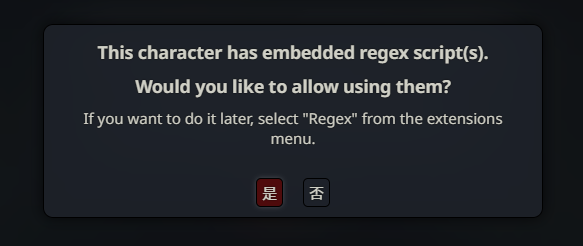 This character has embedded regex script(s).
Would you like to allow using them?
If you want to do it later, select "Regex" from the extensions
menu.
是 否